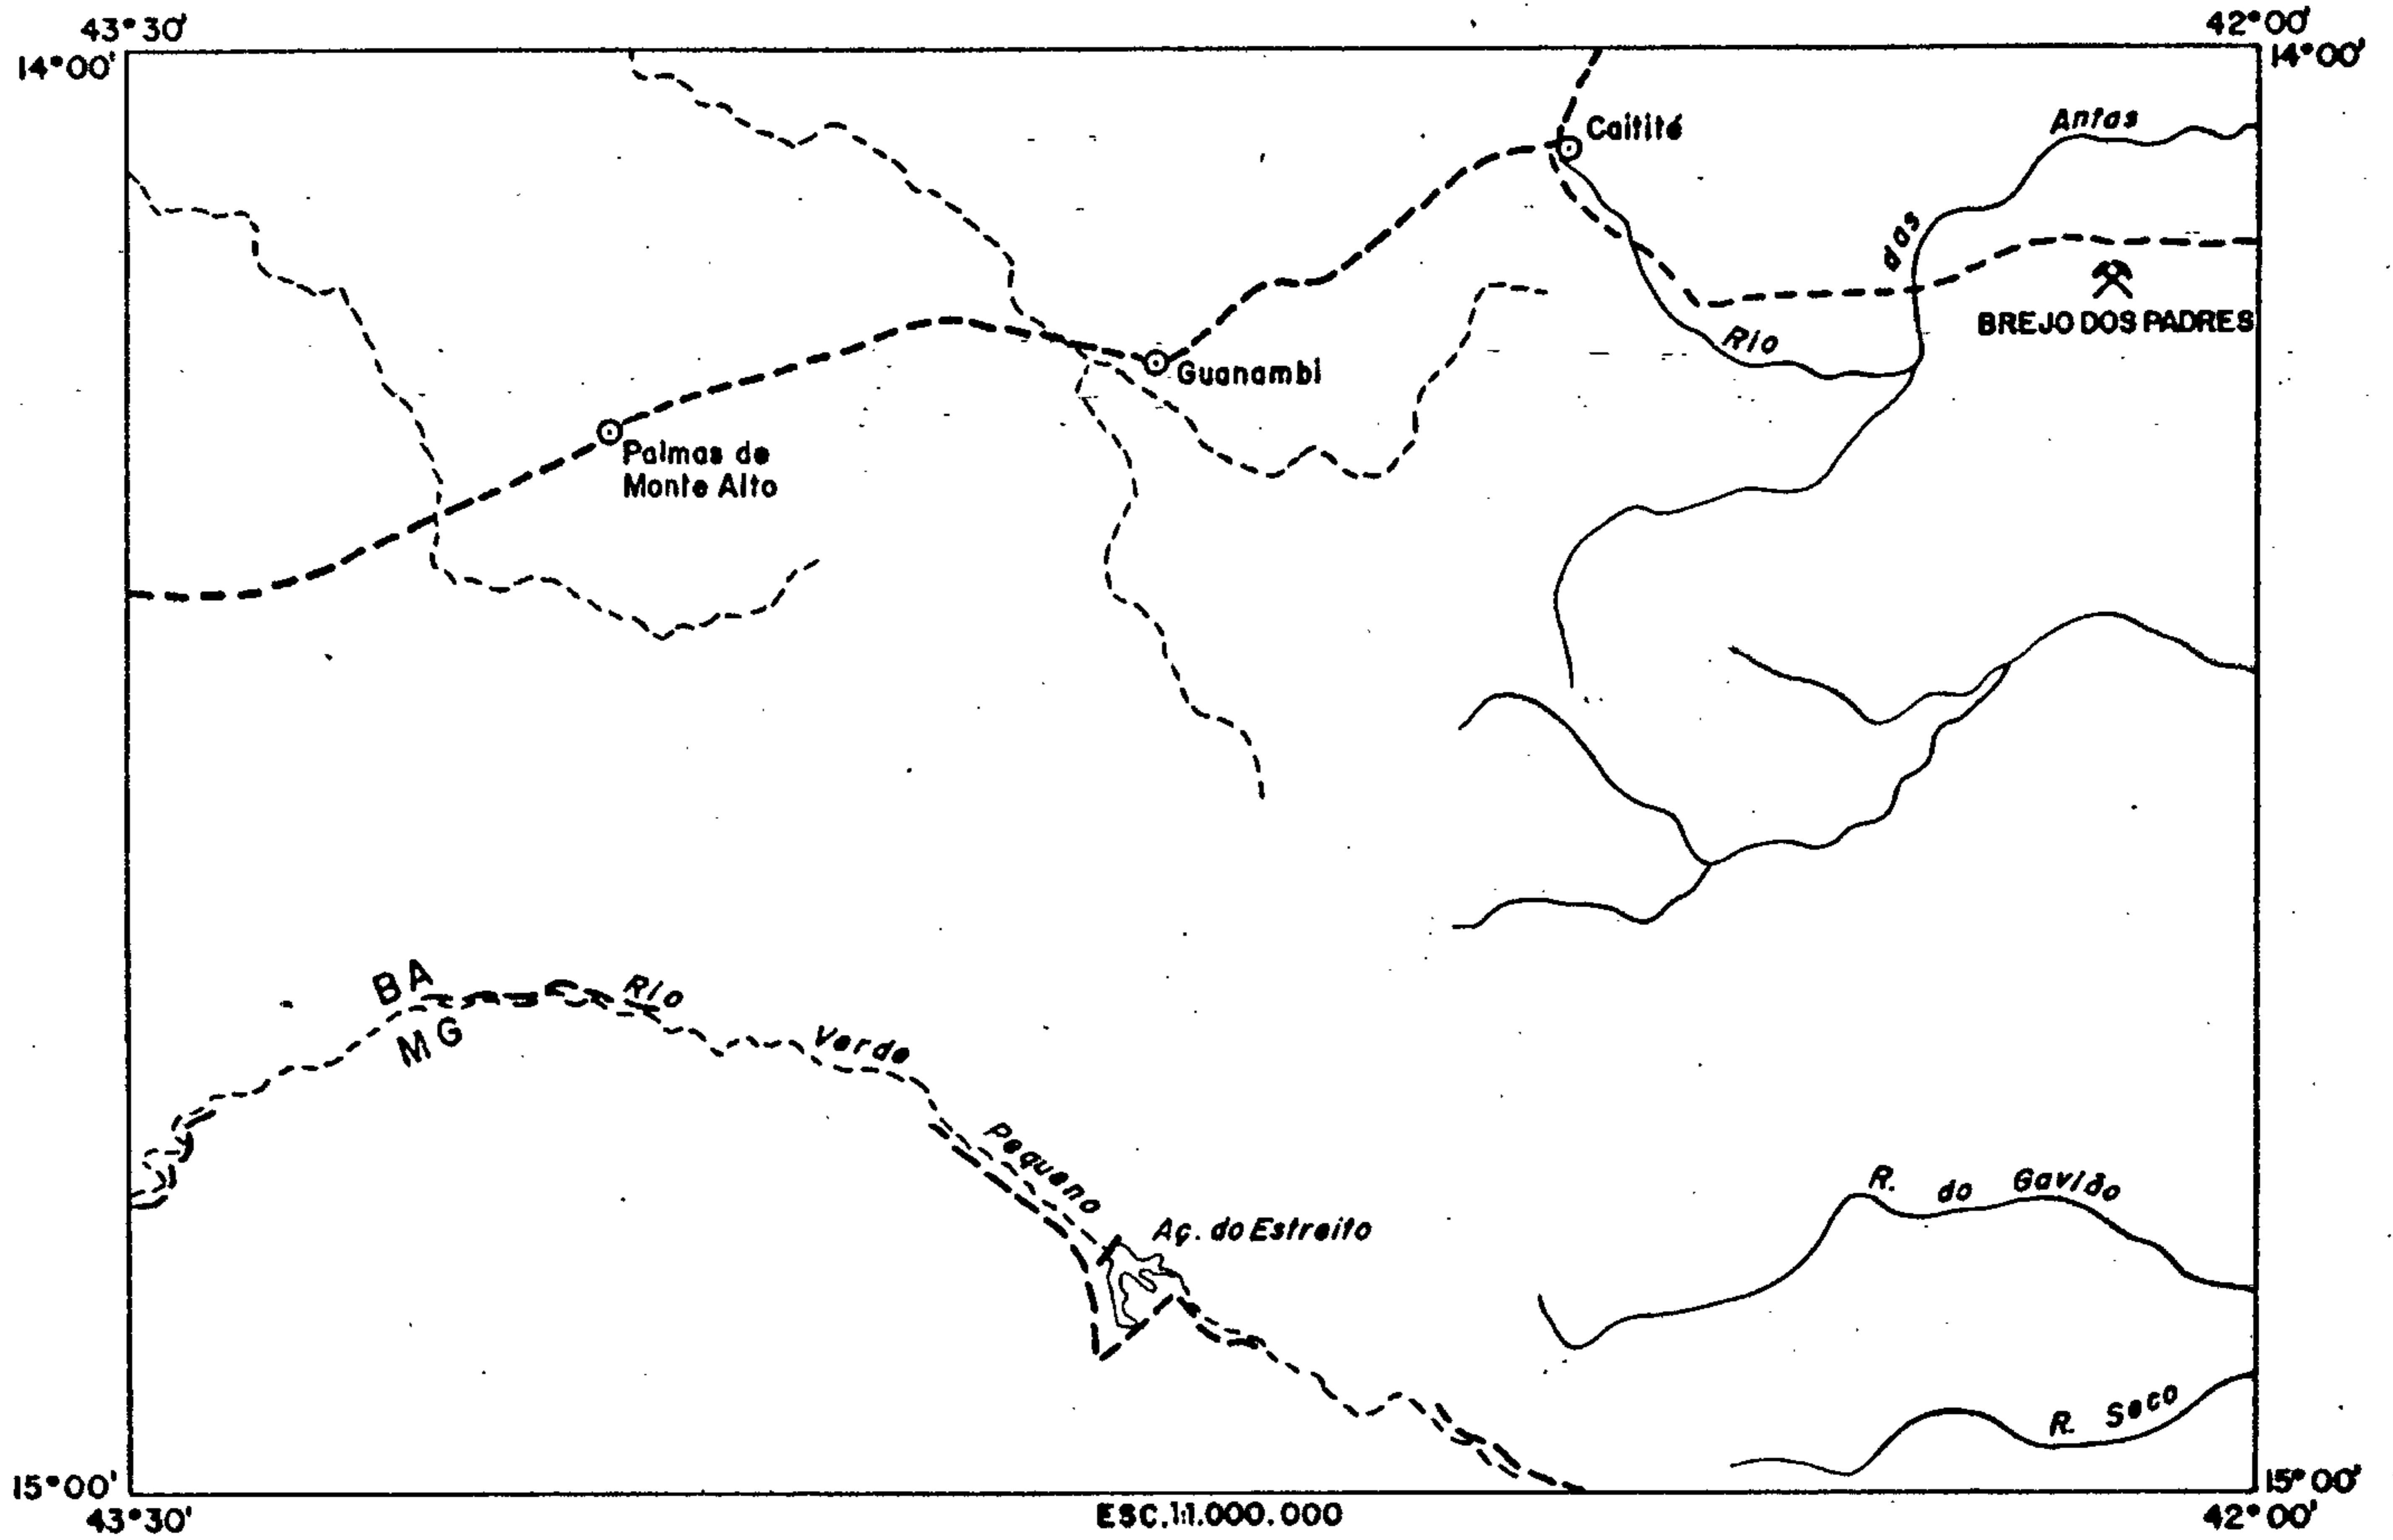 43°30'
42°00'
14°00'
14°00'
Caitité
Antas
das
BREJO DOS PADRES
Rio
Guanambi
Palmas de
Monte Alto
BA
MG
Rio
Verde
Pequeno
Aç. do Estreito
R. do Gavião
R. Seco
15°00'
15°00'
43°30'
ESC.1:1.000.000
42°00'